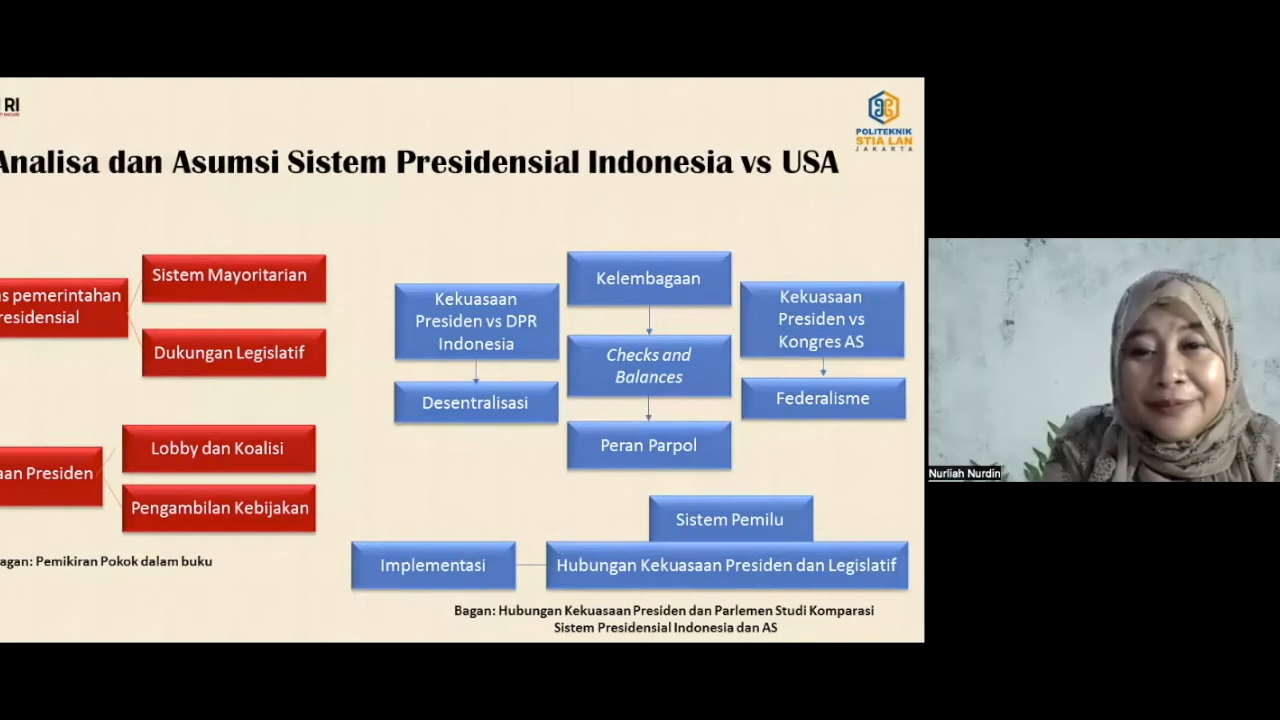 RI
POLITEKNIK
STIA LAN
JAKARTA
Analisa dan Asumsi Sistem Presidensial Indonesia vs USA
pemerintahan
Sistem Mayoritarian
Dukungan Legislatif
Presiden
Lobby dan Koalisi
Pengambilan Kebijakan
Bagan: Pemikiran Pokok dalam buku
Kekuasaan
Presiden vs DPR
Indonesia
Desentralisasi
Kelembagaan
Checks and
Balances
Peran Parpol
Kekuasaan
Presiden vs
Kongres AS
Federalisme
Sistem Pemilu
Implementasi
Hubungan Kekuasaan Presiden dan Legislatif
Bagan: Hubungan Kekuasaan Presiden dan Parlemen Studi Komparasi
Sistem Presidensial Indonesia dan AS
Nurliah Nurdin